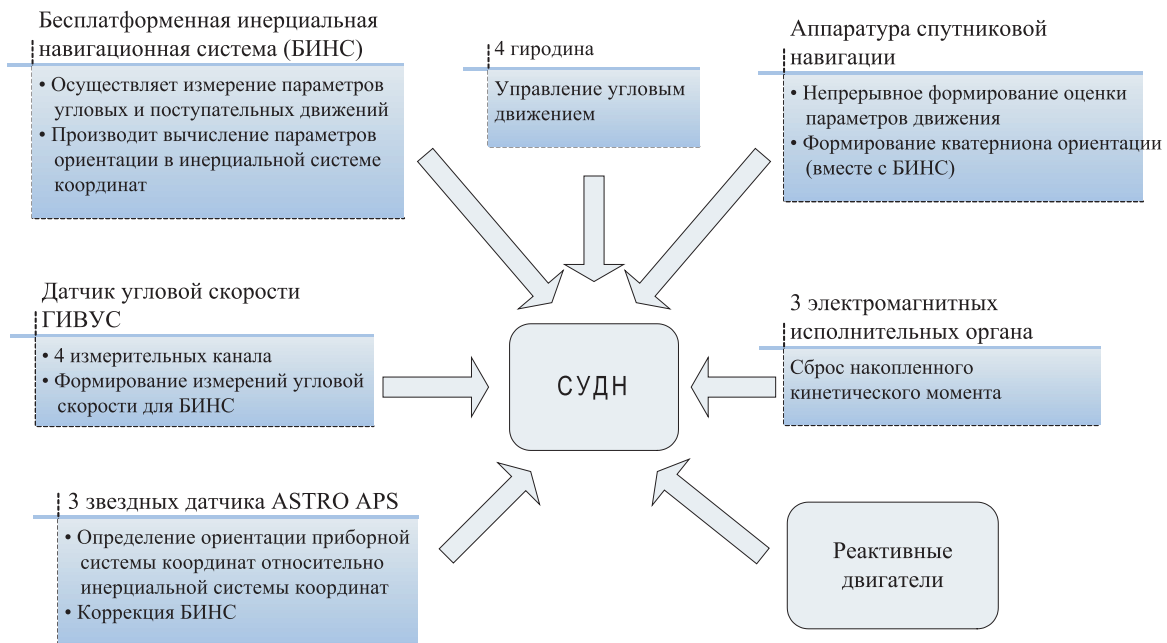 Бесплатформенная инерциальная
навигационная система (БИНС)
• Осуществляет измерение параметров
угловых и поступательных движений
• Производит вычисление параметров
ориентации в инерциальной системе
координат
4 гиродина
Управление угловым
движением
Аппаратура спутниковой
навигации
• Непрерывное формирование оценки
параметров движения
• Формирование кватерниона ориентации
(вместе с БИНС)
Датчик угловой скорости
ГИВУС
• 4 измерительных канала
• Формирование измерений угловой
скорости для БИНС
СУДН
3 электромагнитных
исполнительных органа
Сброс накопленного
кинетического момента
3 звездных датчика ASTRO APS
• Определение ориентации приборной
системы координат относительно
инерциальной системы координат
• Коррекция БИНС
Реактивные
двигатели